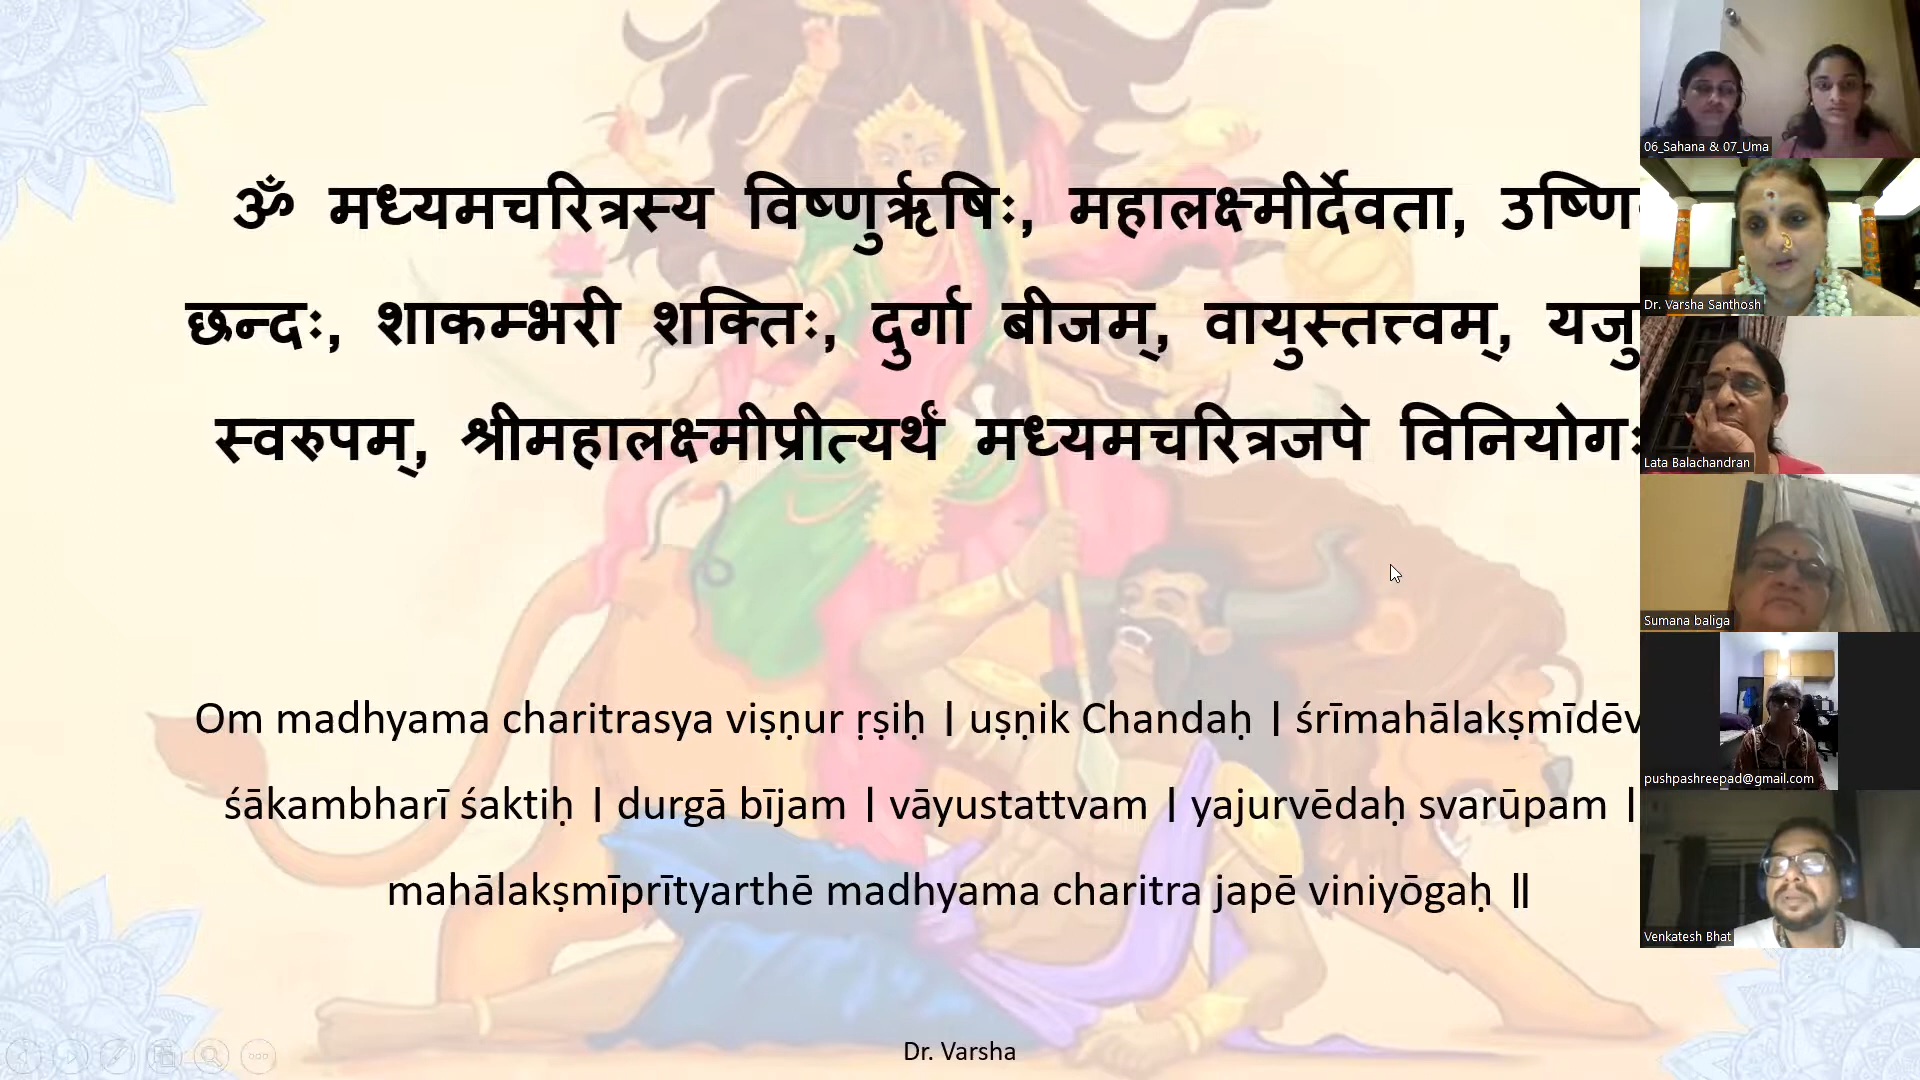 ॐ मध्यमचरित्रस्य विष्णुर्ऋषिः, महालक्ष्मीर्देवता,
छन्दः, शाकम्भरी शक्तिः, दुर्गा बीजम्, वायुस्तत्त्वम्,
स्वरुपम्, श्रीमहालक्ष्मीप्रीत्यर्थं मध्यमचरित्रजपे विनियोगः
Om madhyama charitrasya viṣṇur ṛṣiḥ | uṣṇik Chandaḥ | śrīmahālakṣmīdēv
śākambharī śaktiḥ | durgā bījam | vāyustattvam | yajurvēdaḥ svarūpam |
mahālakṣmīprītyarthē madhyama charitra japē viniyōgaḥ ||
Dr. Varsha
06_Sahana & 07_Uma
Dr. Varsha Santhosh
Lata Balachandran
Sumana baliga
pushpashreepad@gmail.com
Venkatesh Bhat